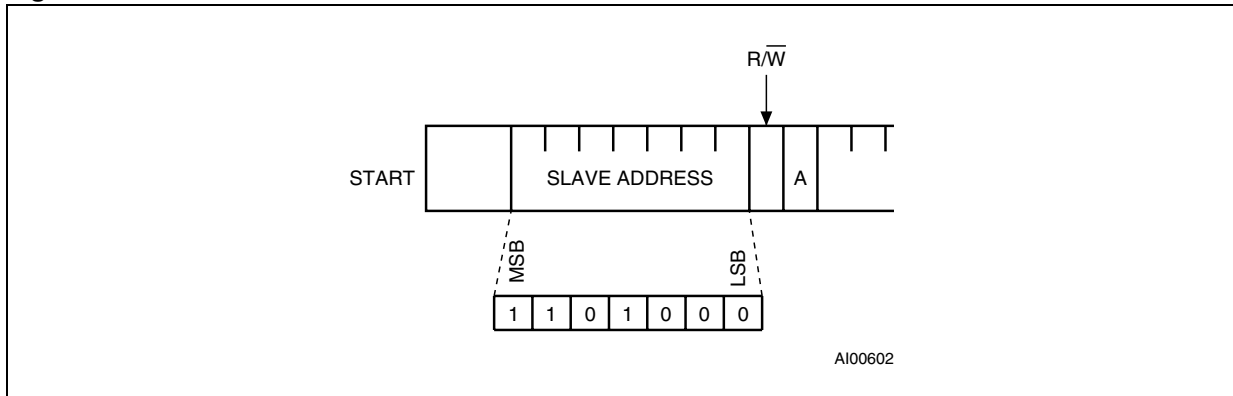 R/W̅
START
SLAVE ADDRESS
A
MSB
LSB
1 1 0 1 0 0 0
AI00602